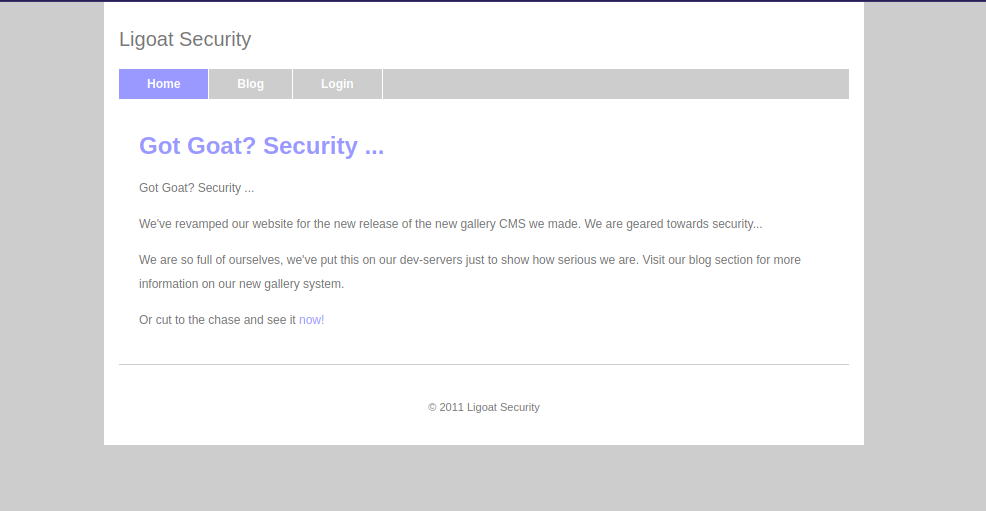 Ligoat Security
Home Blog Login
Got Goat? Security ...
Got Goat? Security ...
We've revamped our website for the new release of the new gallery CMS we made. We are geared towards security...
We are so full of ourselves, we've put this on our dev-servers just to show how serious we are. Visit our blog section for more
information on our new gallery system.
Or cut to the chase and see it now!
© 2011 Ligoat Security